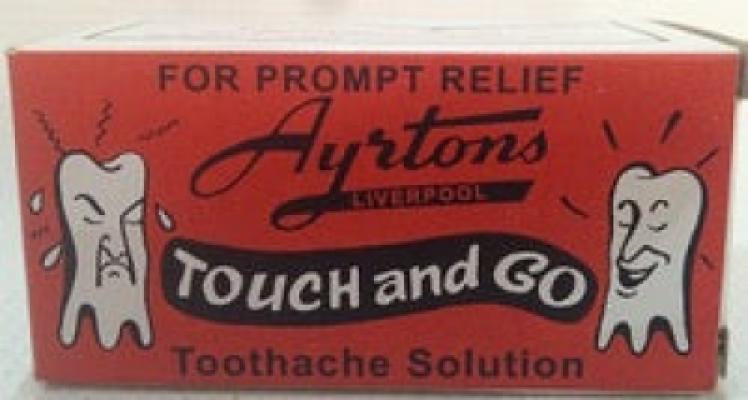 FOR PROMPT RELIEF
Ayrtons
LIVERPOOL
TOUCH and GO
Toothache Solution